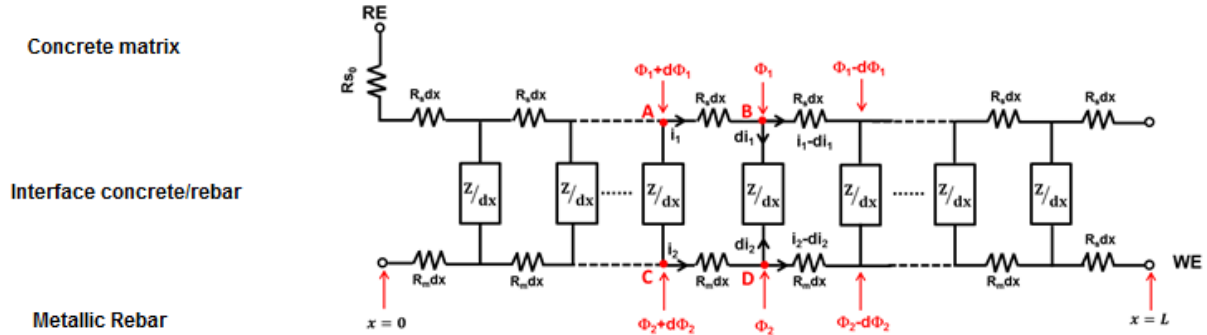 RE
Concrete matrix
Rs₀
Φ₁+dΦ₁ Φ₁ Φ₁-dΦ₁
Rₛdx Rₛdx A Rₛdx B Rₛdx Rₛdx Rₛdx
i₁ di₁ i₁-di₁
Interface concrete/rebar
Z/dx Z/dx ...... Z/dx Z/dx Z/dx ...... Z/dx Z/dx
i₂ di₂ i₂-di₂ Rₛdx
C D WE
Rₘdx Rₘdx Rₘdx Rₘdx Rₘdx
Metallic Rebar
x = 0 Φ₂+dΦ₂ Φ₂ Φ₂-dΦ₂ x = L